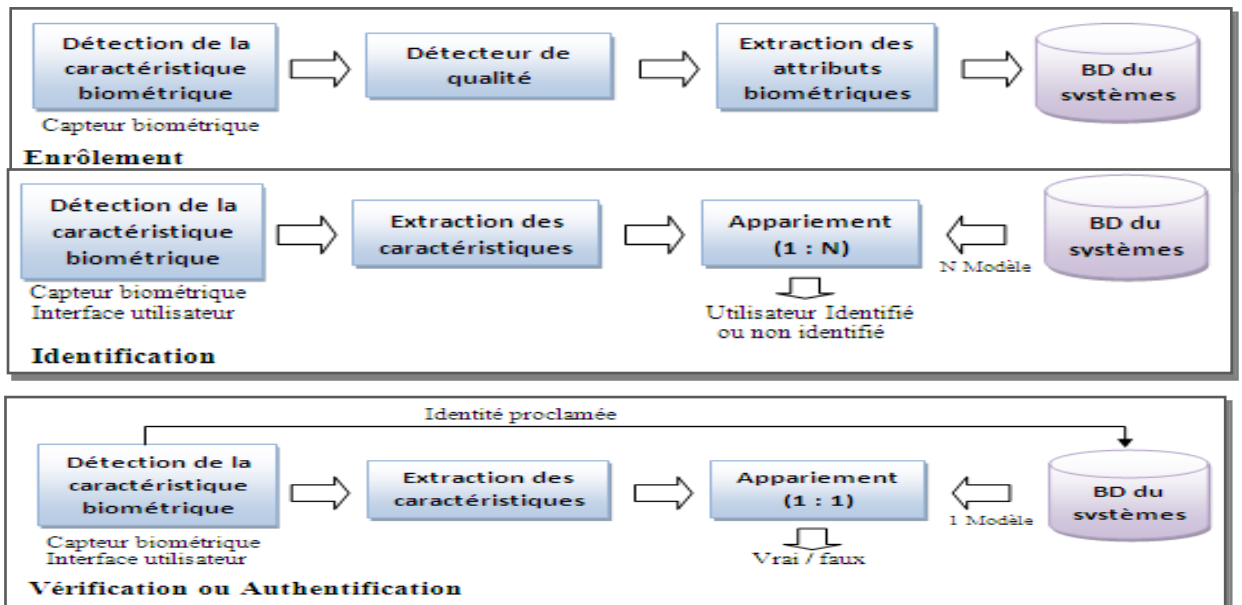 Détection de la
caractéristique
biométrique
Capteur biométrique
Détecteur de
qualité
Extraction des
attributs
biométriques
BD du
svstèmes
Enrôlement
Détection de la
caractéristique
biométrique
Capteur biométrique
Interface utilisateur
Extraction des
caractéristiques
Appariement
(1 : N)
N Modèle
BD du
svstèmes
Utilisateur Identifié
ou non identifié
Identification
Identité proclamée
Détection de la
caractéristique
biométrique
Capteur biométrique
Interface utilisateur
Extraction des
caractéristiques
Appariement
(1 : 1)
1 Modèle
BD du
svstèmes
Vrai / faux
Vérification ou Authentification